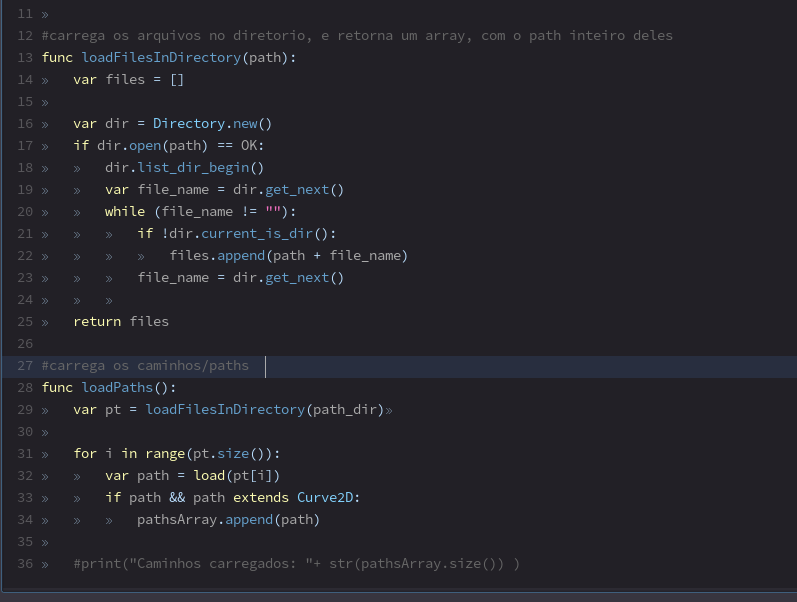 11 »
12 #carrega os arquivos no diretorio, e retorna um array, com o path inteiro deles
13 func loadFilesInDirectory(path):
14 » var files = []
15 »
16 » var dir = Directory.new()
17 » if dir.open(path) == OK:
18 » » dir.list_dir_begin()
19 » » var file_name = dir.get_next()
20 » » while (file_name != ""):
21 » » » if !dir.current_is_dir():
22 » » » » files.append(path + file_name)
23 » » » file_name = dir.get_next()
24 » » »
25 » return files
26
27 #carrega os caminhos/paths
28 func loadPaths():
29 » var pt = loadFilesInDirectory(path_dir)»
30 »
31 » for i in range(pt.size()):
32 » » var path = load(pt[i])
33 » » if path && path extends Curve2D:
34 » » » pathsArray.append(path)
35 »
36 » #print("Caminhos carregados: "+ str(pathsArray.size()) )